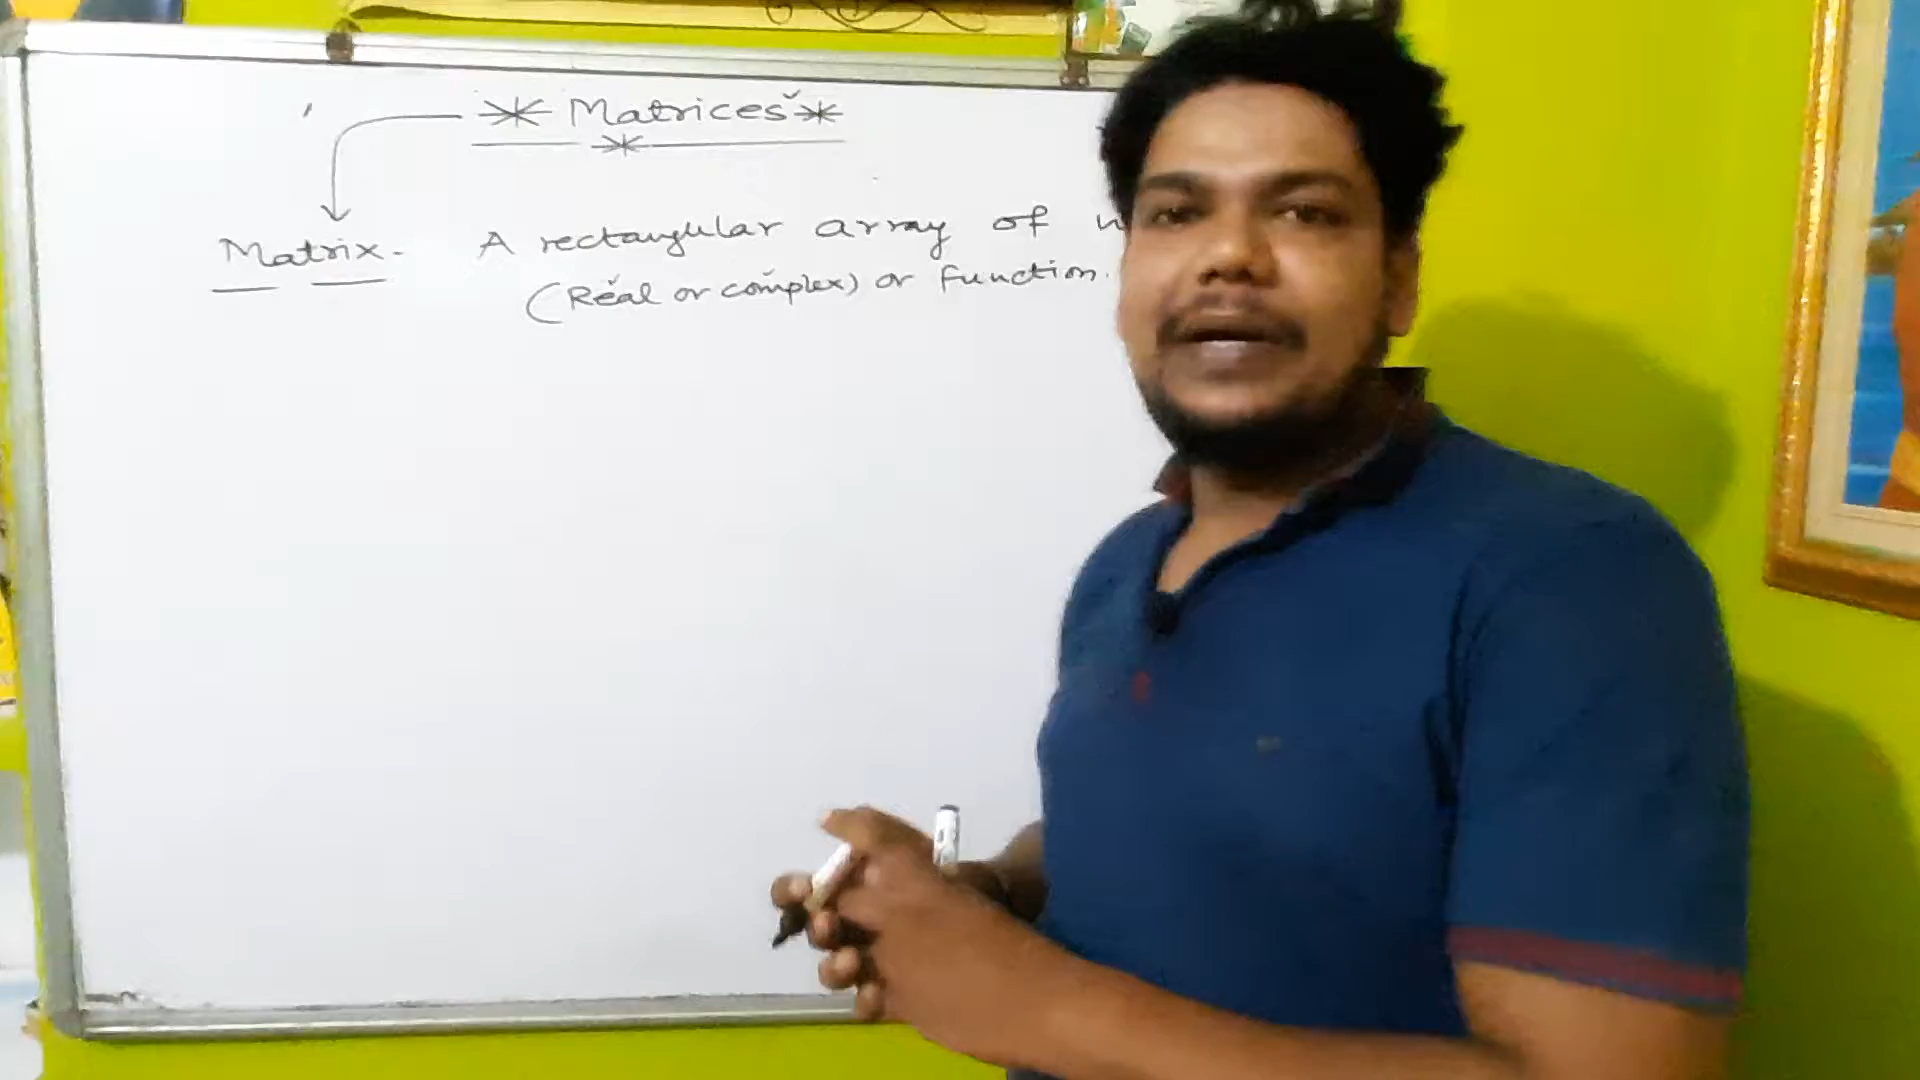 Matrices
Matrix - A rectangular array of
(Real or complex) or Function.